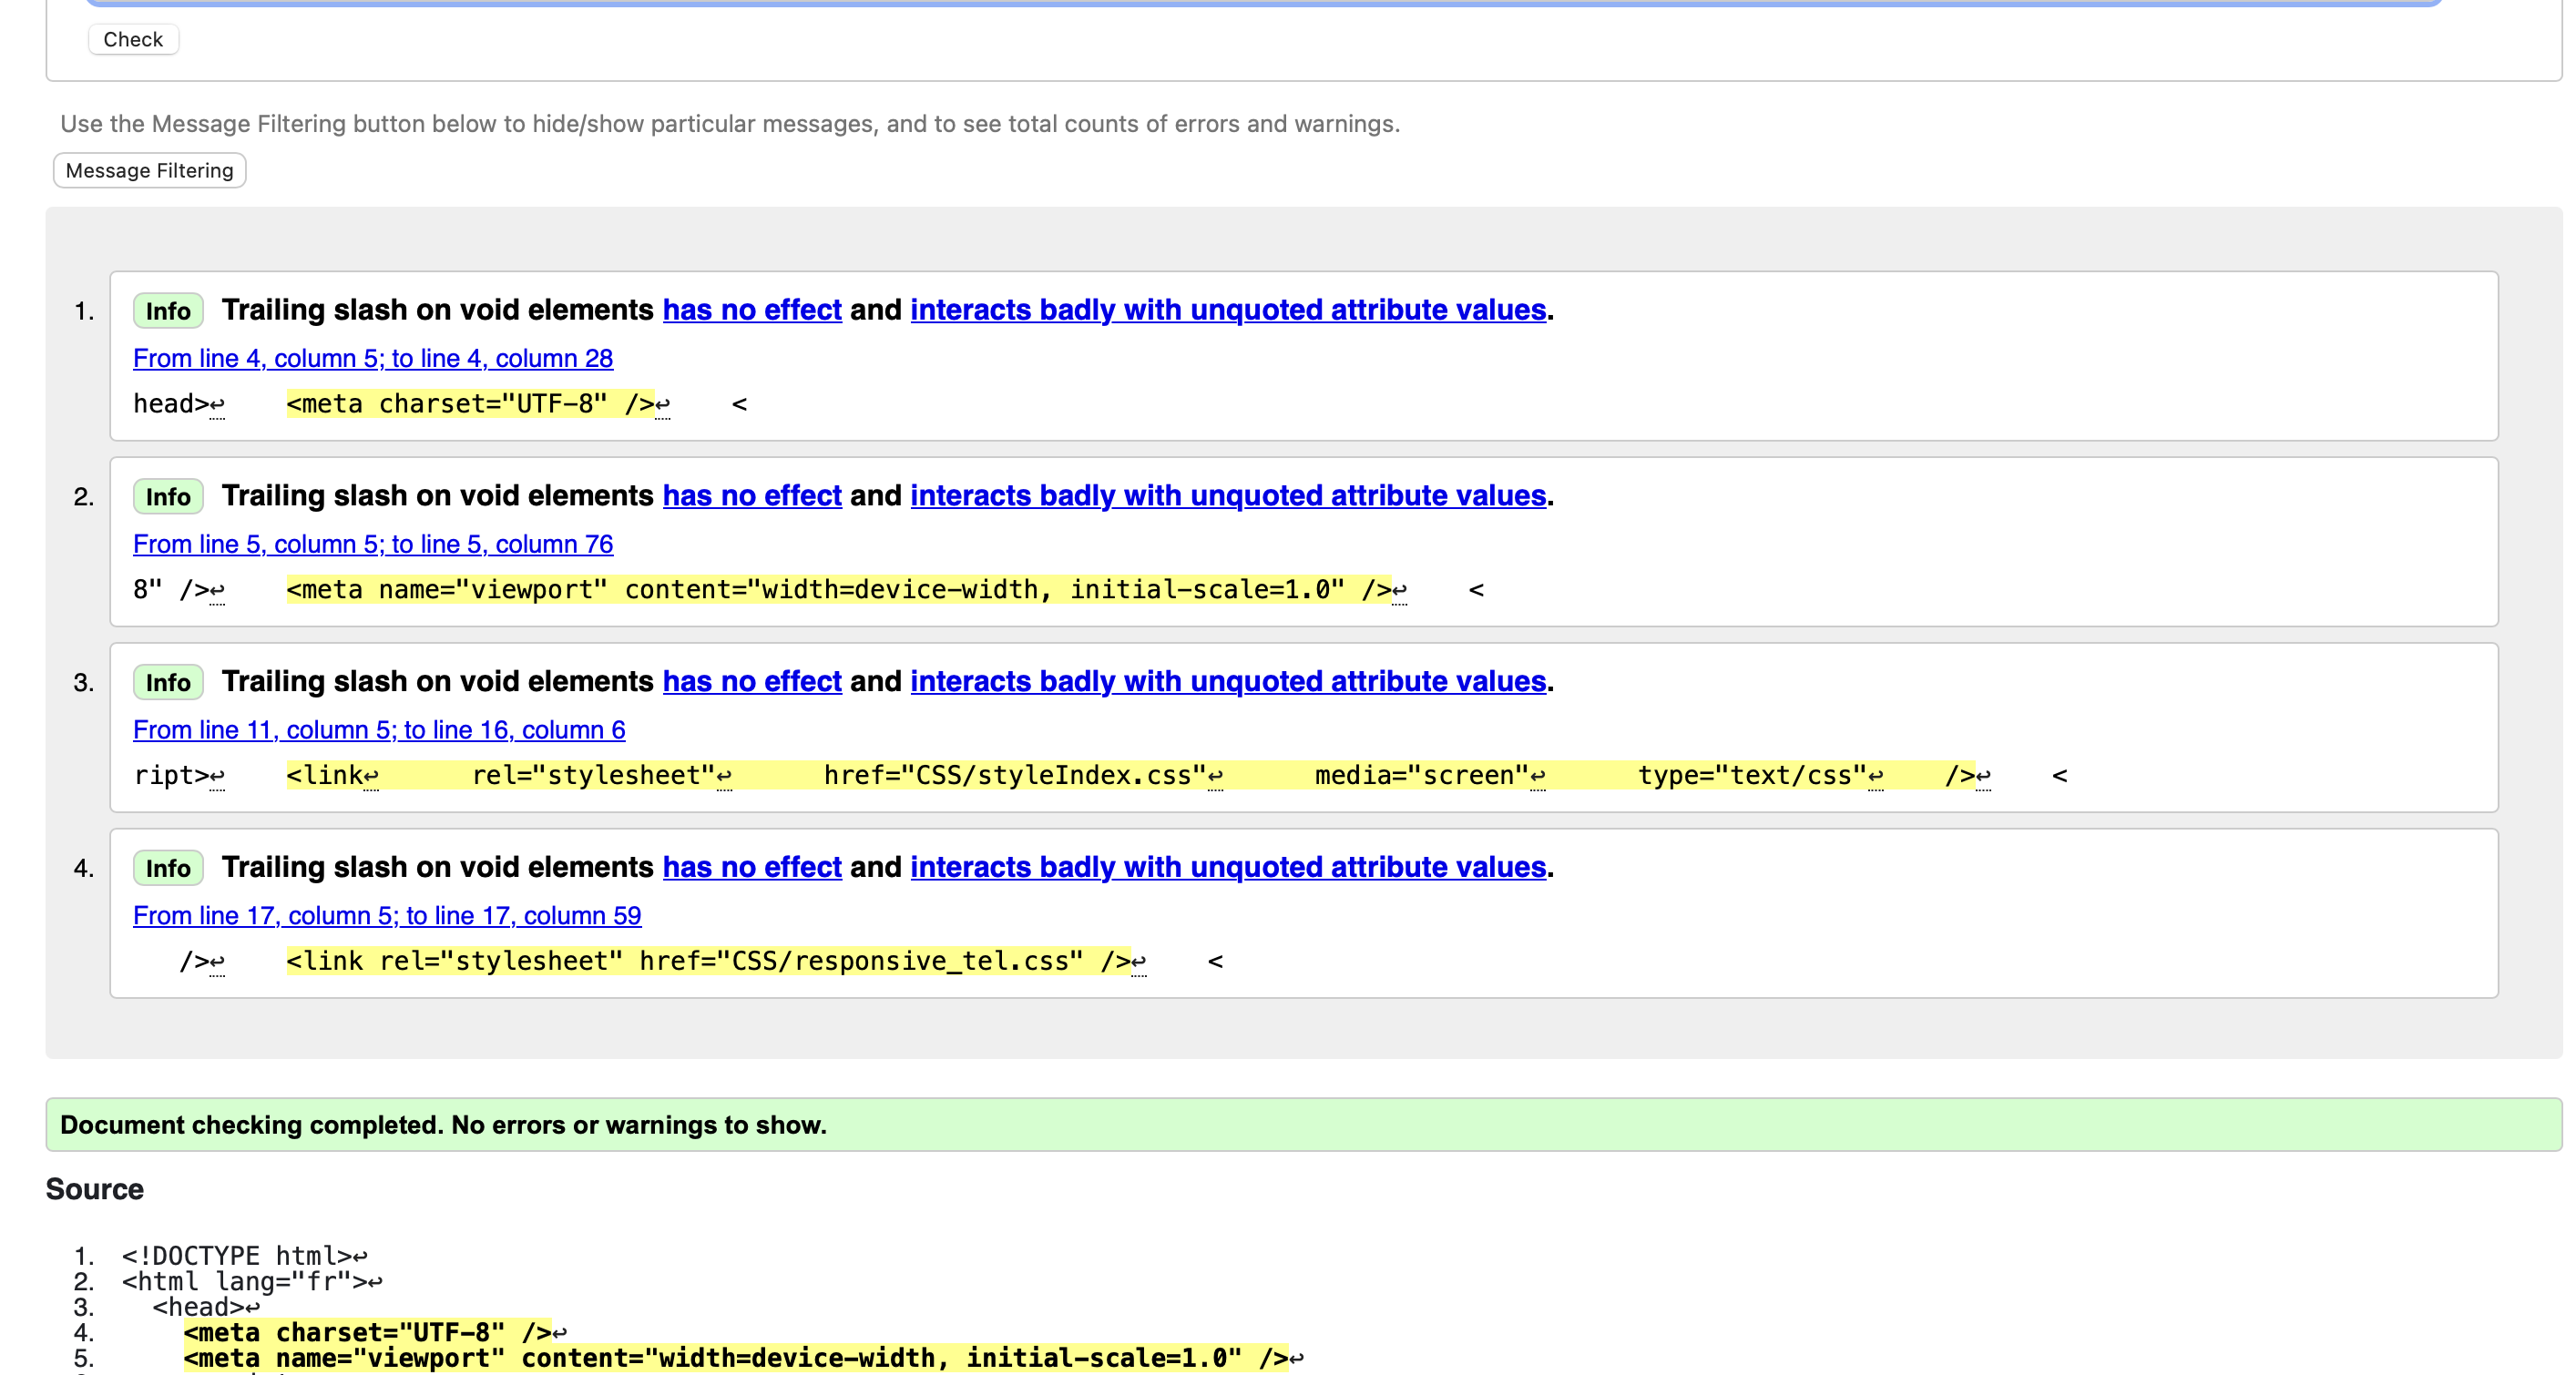 Check
Use the Message Filtering button below to hide/show particular messages, and to see total counts of errors and warnings.
Message Filtering
1. Info Trailing slash on void elements has no effect and interacts badly with unquoted attribute values.
From line 4, column 5; to line 4, column 28
head>↩    <meta charset="UTF-8" />↩    <
2. Info Trailing slash on void elements has no effect and interacts badly with unquoted attribute values.
From line 5, column 5; to line 5, column 76
8" />↩    <meta name="viewport" content="width=device-width, initial-scale=1.0" />↩    <
3. Info Trailing slash on void elements has no effect and interacts badly with unquoted attribute values.
From line 11, column 5; to line 16, column 6
ript>↩    <link↩      rel="stylesheet"↩      href="CSS/styleIndex.css"↩      media="screen"↩      type="text/css"↩    />↩    <
4. Info Trailing slash on void elements has no effect and interacts badly with unquoted attribute values.
From line 17, column 5; to line 17, column 59
   />↩    <link rel="stylesheet" href="CSS/responsive_tel.css" />↩    <
Document checking completed. No errors or warnings to show.
Source
1. <!DOCTYPE html>↩
2. <html lang="fr">↩
3.   <head>↩
4.     <meta charset="UTF-8" />↩
5.     <meta name="viewport" content="width=device-width, initial-scale=1.0" />↩